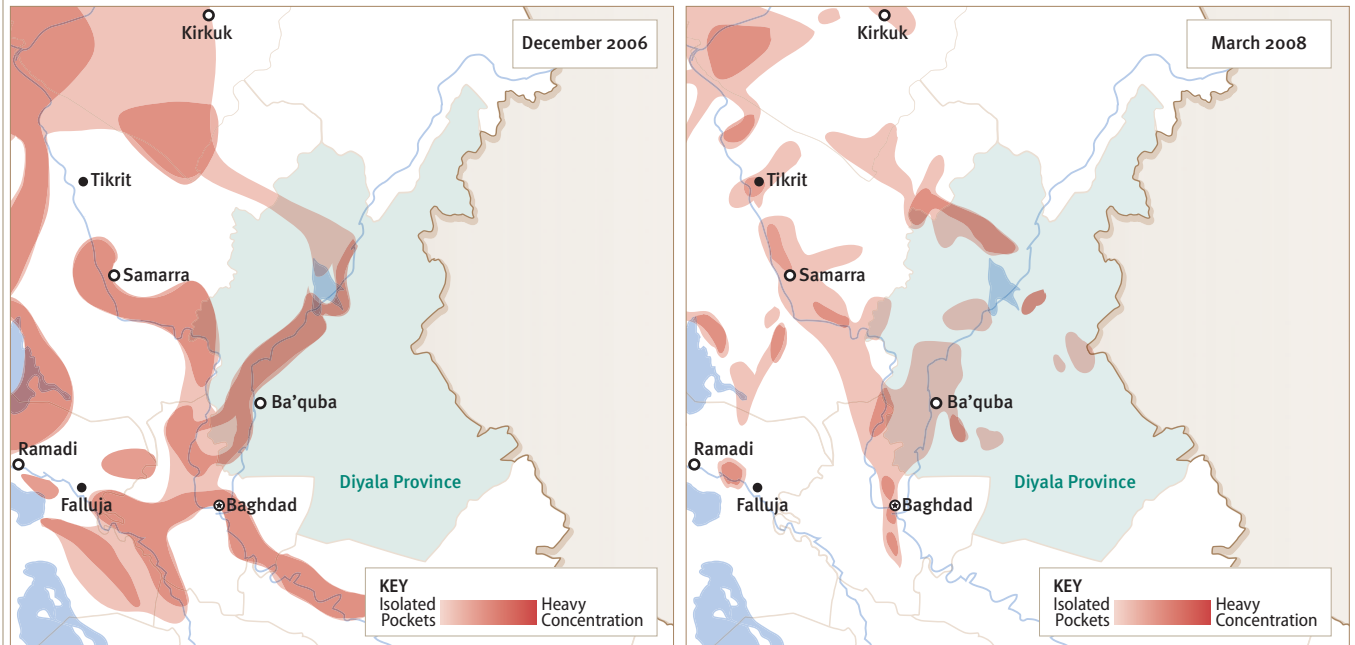 December 2006
Kirkuk
Tikrit
Samarra
Ba’quba
Ramadi
Falluja
Baghdad
Diyala Province
KEY
Isolated
Pockets
Heavy
Concentration
March 2008
Kirkuk
Tikrit
Samarra
Ba’quba
Ramadi
Falluja
Baghdad
Diyala Province
KEY
Isolated
Pockets
Heavy
Concentration